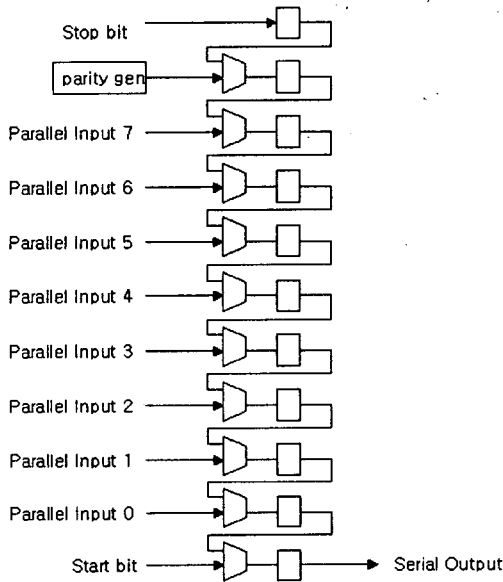 Stop bit
parity gen
Parallel Input 7
Parallel Input 6
Parallel Input 5
Parallel Input 4
Parallel Input 3
Parallel Input 2
Parallel Input 1
Parallel Input 0
Start bit
Serial Output